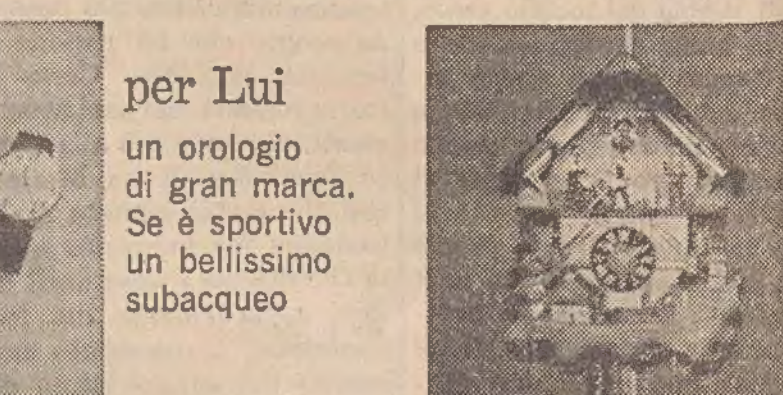 per Lui
un orologio
di gran marca.
Se è sportivo
un bellissimo
subacqueo